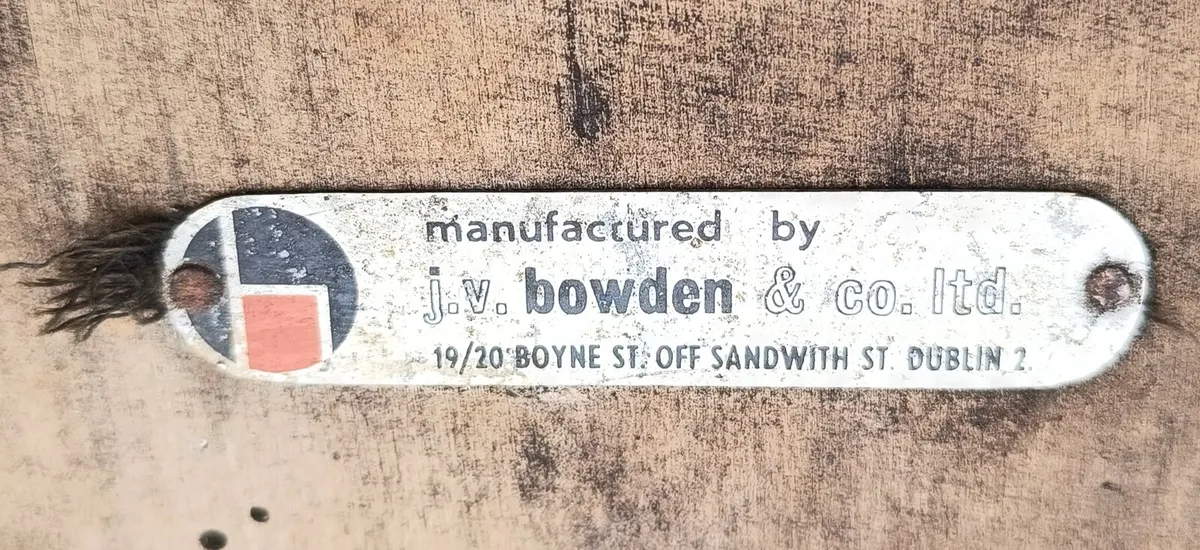 manufactured by
j.v. bowden & co. ltd.
19/20 BOYNE ST. OFF SANDWITH ST. DUBLIN 2.